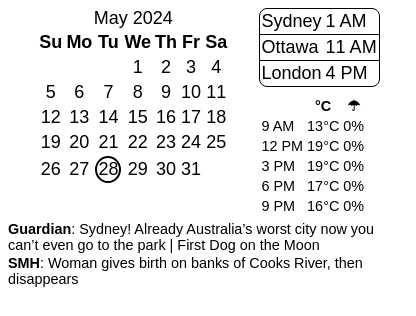 May 2024
Su Mo Tu We Th Fr Sa
1 2 3 4
5 6 7 8 9 10 11
12 13 14 15 16 17 18
19 20 21 22 23 24 25
26 27 28 29 30 31
Sydney 1 AM
Ottawa 11 AM
London 4 PM
°C ☂
9 AM 13°C 0%
12 PM 19°C 0%
3 PM 19°C 0%
6 PM 17°C 0%
9 PM 16°C 0%
Guardian: Sydney! Already Australia’s worst city now you
can’t even go to the park | First Dog on the Moon
SMH: Woman gives birth on banks of Cooks River, then
disappears